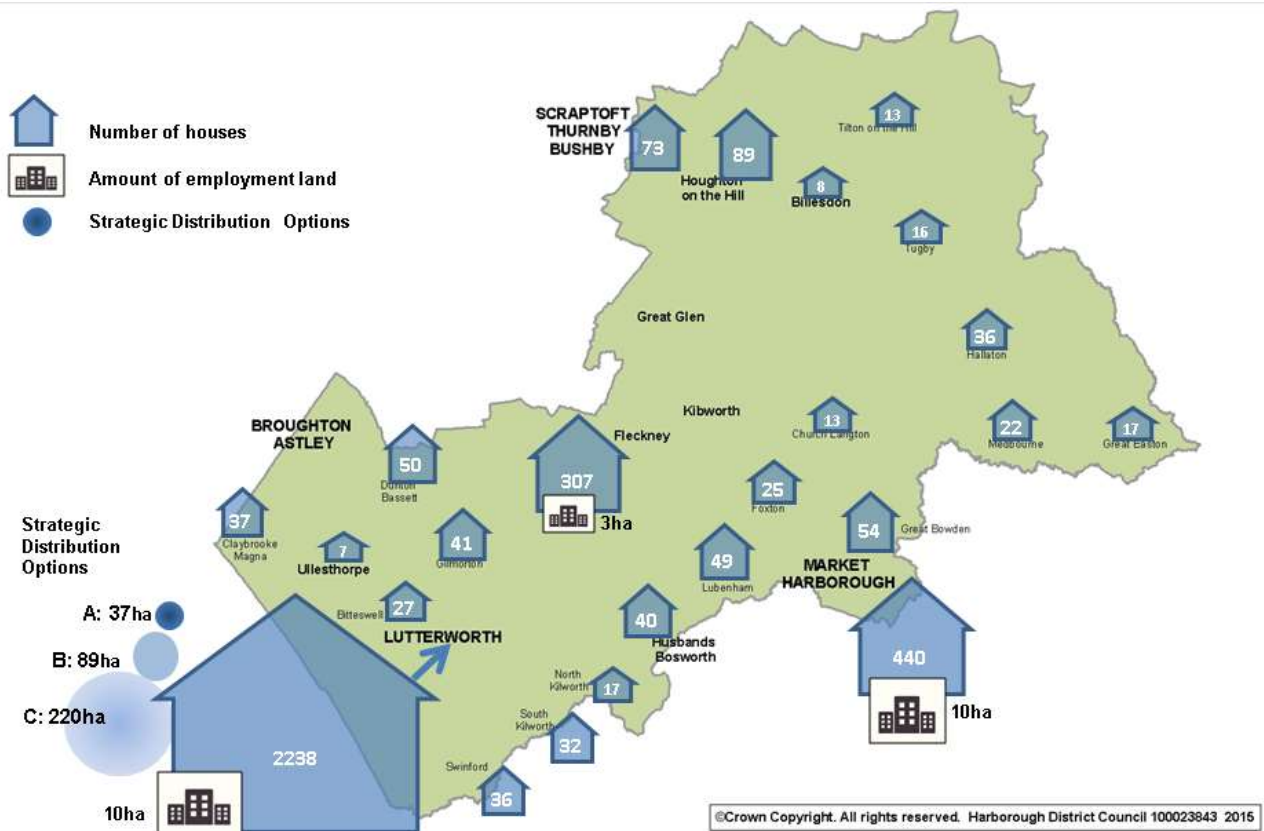 Number of houses
Amount of employment land
Strategic Distribution Options
SCRAPTOFT
THURNBY
BUSHBY
73
89
Houghton
on the Hill
13
Tilton on the Hill
8
Billesdon
16
Tugby
Great Glen
36
Hallaton
BROUGHTON
ASTLEY
Kibworth
Fleckney
13
Church Langton
22
Medbourne
17
Great Easton
50
Dunton
Bassett
307
3ha
25
Foxton
37
Claybrooke
Magna
7
Ullesthorpe
41
Gilmorton
49
Lubenham
54
Great Bowden
MARKET
HARBOROUGH
Strategic
Distribution
Options
A: 37ha
B: 89ha
C: 220ha
Bitteswell
27
LUTTERWORTH
40
Husbands
Bosworth
440
10ha
North
Kilworth
17
South
Kilworth
32
Swinford
36
2238
10ha
©Crown Copyright. All rights reserved. Harborough District Council 100023843 2015